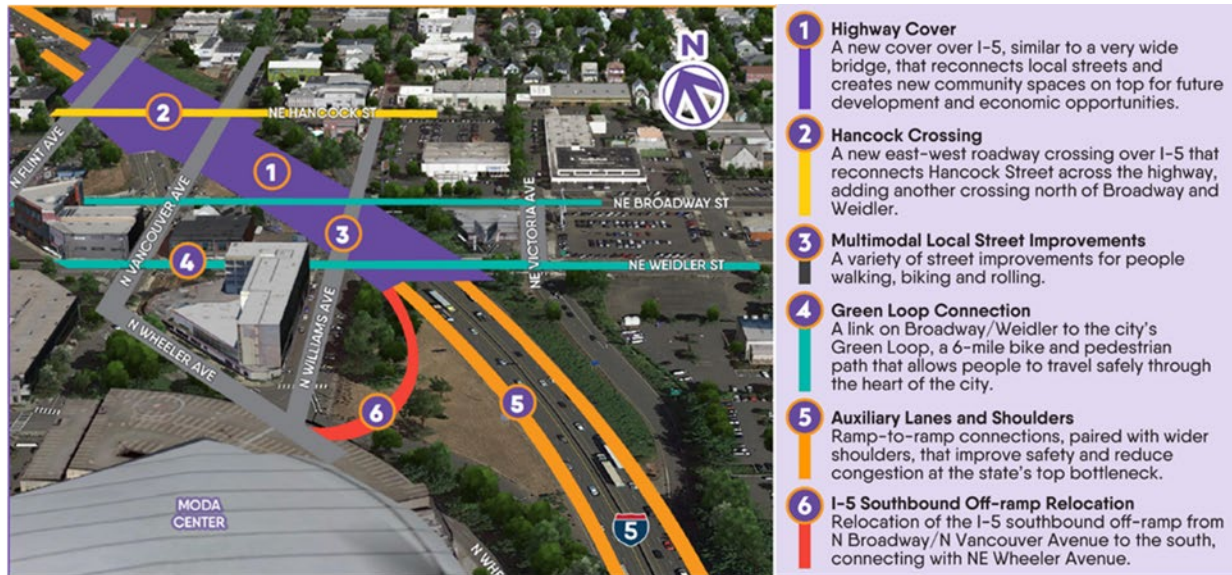 N
N FLINT AVE
2
NE HANCOCK ST
1
N VANCOUVER AVE
NE BROADWAY ST
3
NE VICTORIA AVE
4
NE WEIDLER ST
N WHEELER AVE
N WILLIAMS AVE
6
5
MODA
CENTER
5
N WHE
1
Highway Cover
A new cover over I-5, similar to a very wide
bridge, that reconnects local streets and
creates new community spaces on top for future
development and economic opportunities.
2
Hancock Crossing
A new east-west roadway crossing over I-5 that
reconnects Hancock Street across the highway,
adding another crossing north of Broadway and
Weidler.
3
Multimodal Local Street Improvements
A variety of street improvements for people
walking, biking and rolling.
4
Green Loop Connection
A link on Broadway/Weidler to the city's
Green Loop, a 6-mile bike and pedestrian
path that allows people to travel safely through
the heart of the city.
5
Auxiliary Lanes and Shoulders
Ramp-to-ramp connections, paired with wider
shoulders, that improve safety and reduce
congestion at the state's top bottleneck.
6
I-5 Southbound Off-ramp Relocation
Relocation of the I-5 southbound off-ramp from
N Broadway/N Vancouver Avenue to the south,
connecting with NE Wheeler Avenue.